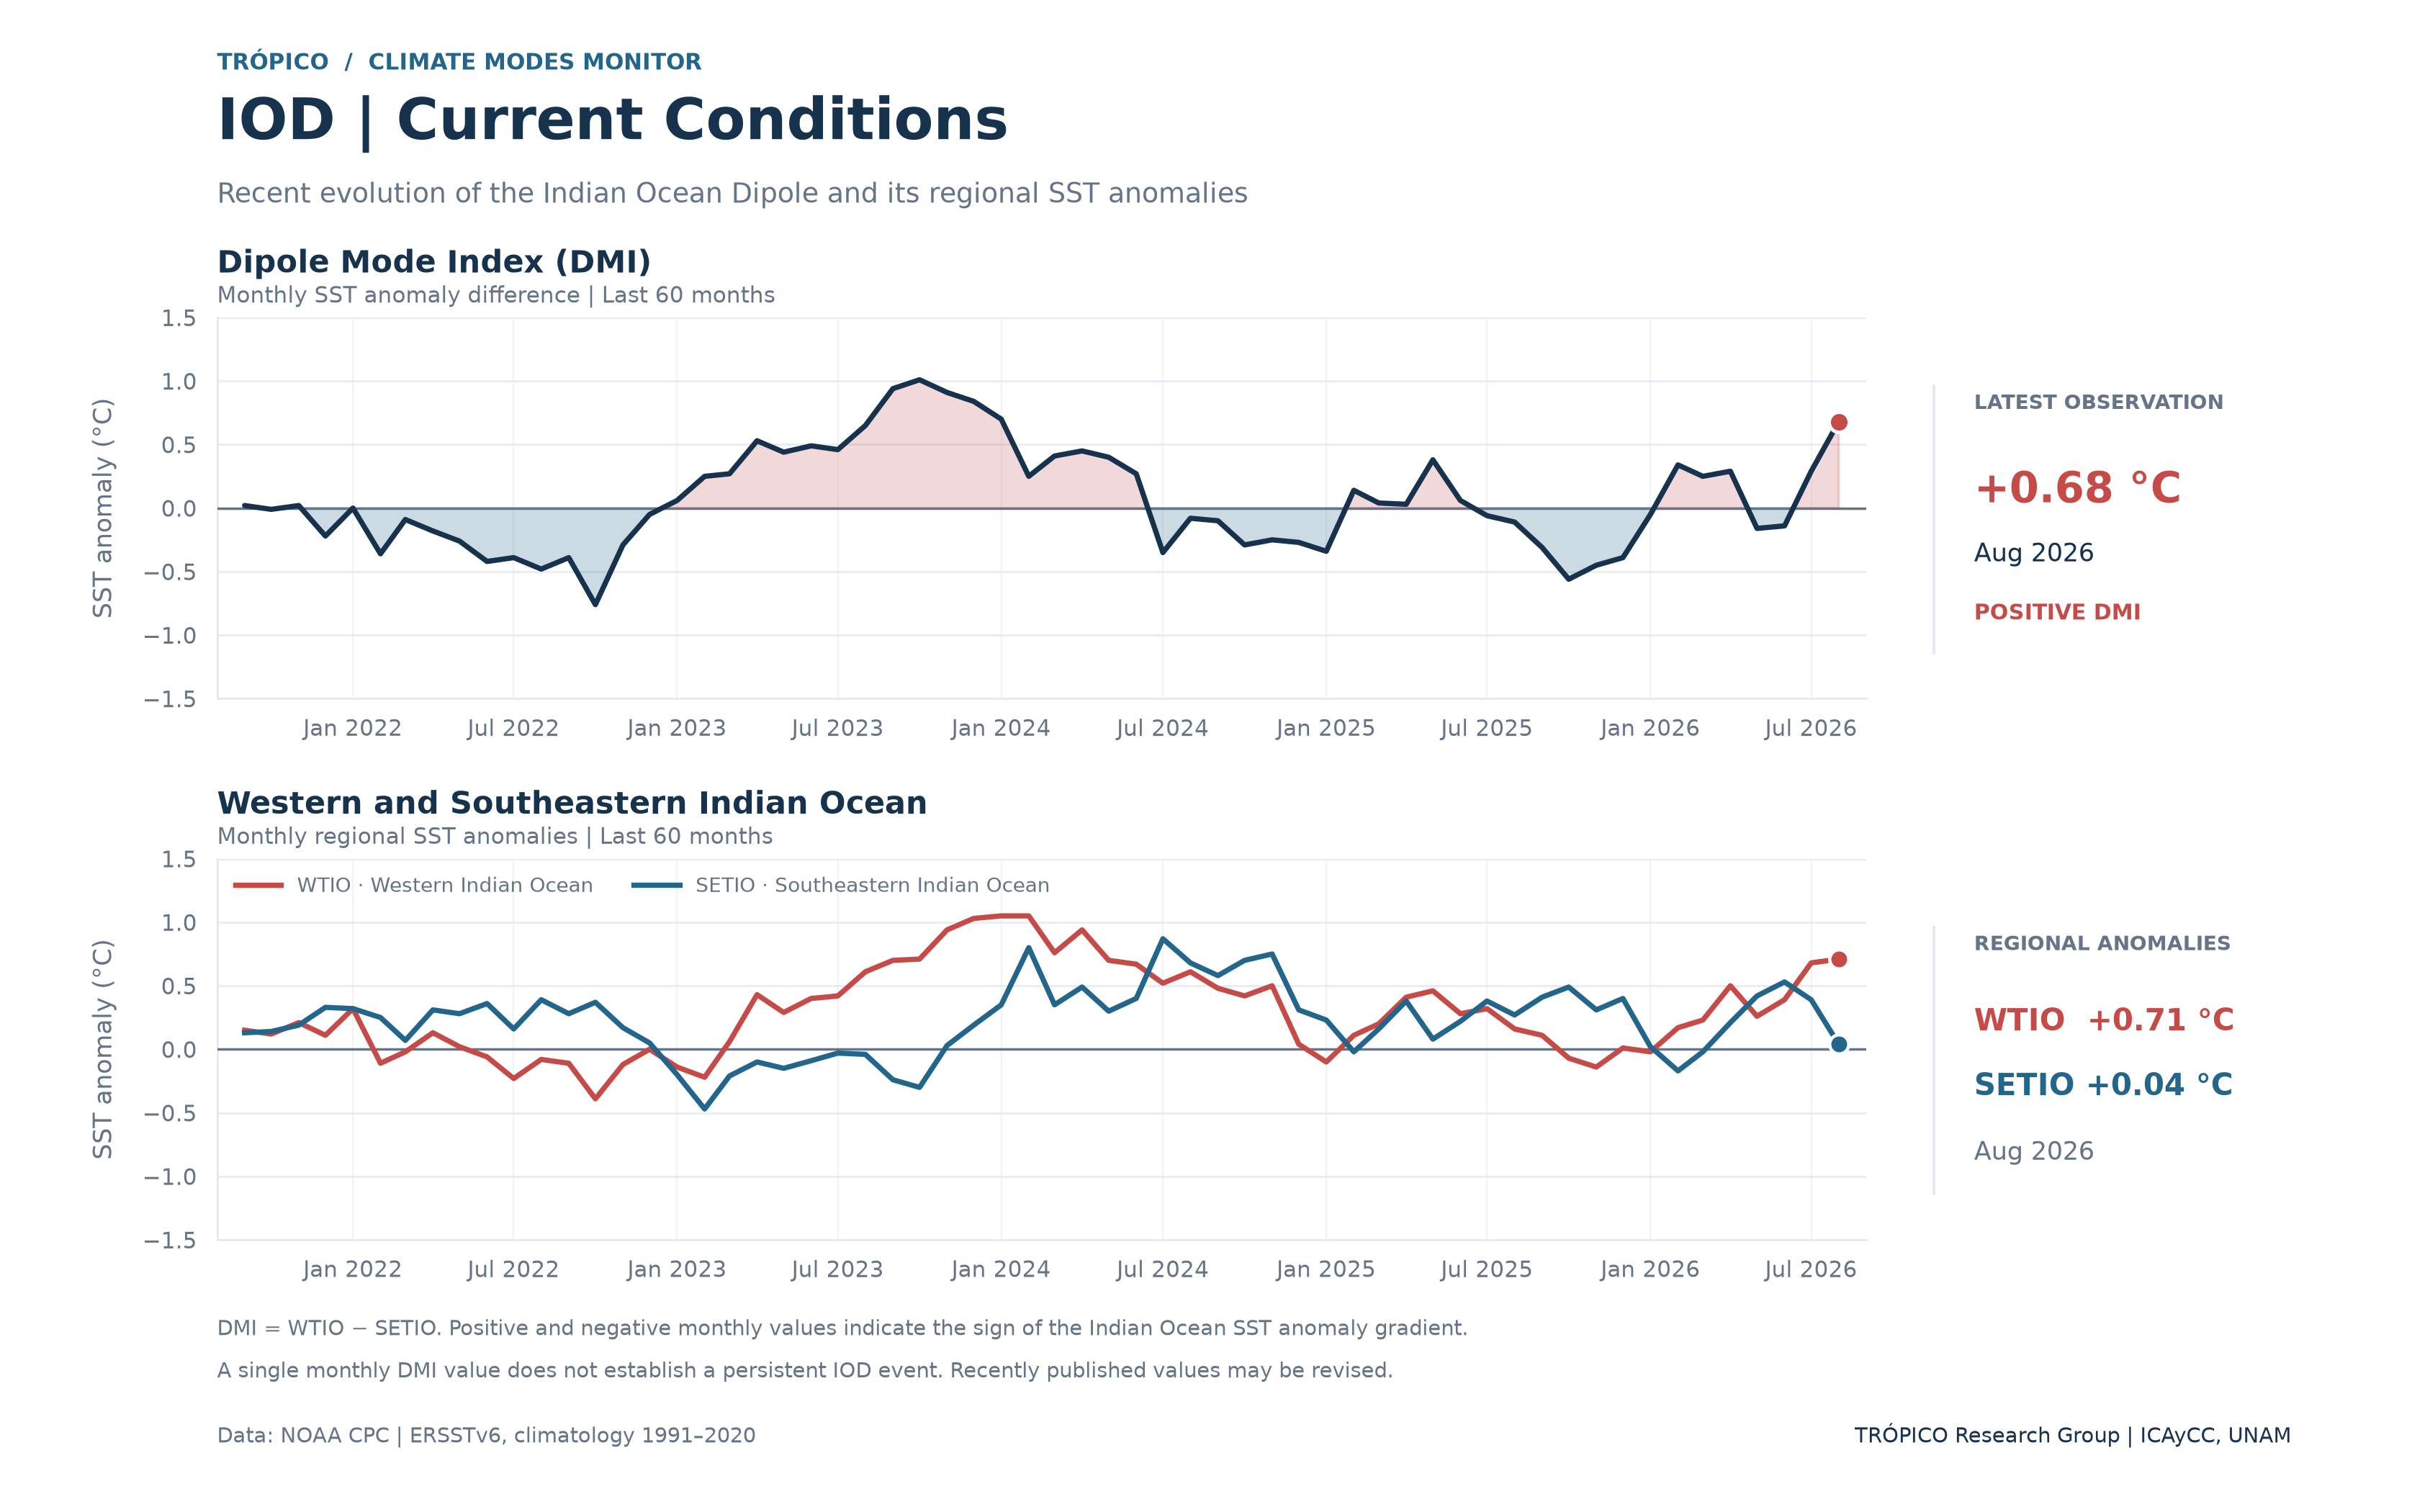 TRÓPICO / CLIMATE MODES MONITOR
IOD | Current Conditions
Recent evolution of the Indian Ocean Dipole and its regional SST anomalies
Dipole Mode Index (DMI)
Monthly SST anomaly difference | Last 60 months
SST anomaly (°C)
1.5
1.0
0.5
0.0
−0.5
−1.0
−1.5
Jan 2022 Jul 2022 Jan 2023 Jul 2023 Jan 2024 Jul 2024 Jan 2025 Jul 2025 Jan 2026 Jul 2026
LATEST OBSERVATION
+0.68 °C
Aug 2026
POSITIVE DMI
Western and Southeastern Indian Ocean
Monthly regional SST anomalies | Last 60 months
SST anomaly (°C)
1.5
1.0
0.5
0.0
−0.5
−1.0
−1.5
WTIO · Western Indian Ocean SETIO · Southeastern Indian Ocean
Jan 2022 Jul 2022 Jan 2023 Jul 2023 Jan 2024 Jul 2024 Jan 2025 Jul 2025 Jan 2026 Jul 2026
REGIONAL ANOMALIES
WTIO +0.71 °C
SETIO +0.04 °C
Aug 2026
DMI = WTIO − SETIO. Positive and negative monthly values indicate the sign of the Indian Ocean SST anomaly gradient.
A single monthly DMI value does not establish a persistent IOD event. Recently published values may be revised.
Data: NOAA CPC | ERSSTv6, climatology 1991–2020
TRÓPICO Research Group | ICAyCC, UNAM